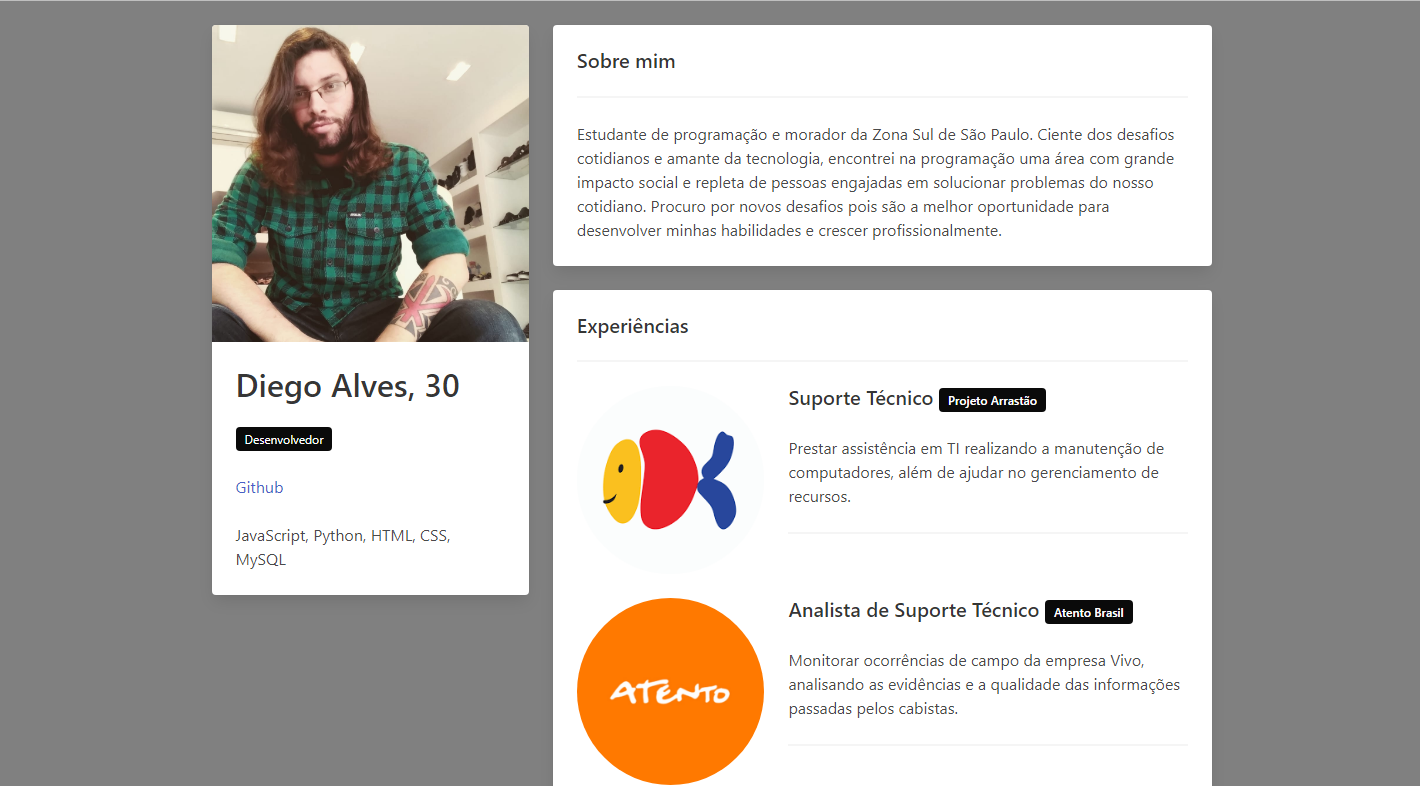 Diego Alves, 30
Desenvolvedor
Github
JavaScript, Python, HTML, CSS,
MySQL
Sobre mim
Estudante de programação e morador da Zona Sul de São Paulo. Ciente dos desafios
cotidianos e amante da tecnologia, encontrei na programação uma área com grande
impacto social e repleta de pessoas engajadas em solucionar problemas do nosso
cotidiano. Procuro por novos desafios pois são a melhor oportunidade para
desenvolver minhas habilidades e crescer profissionalmente.
Experiências
Suporte Técnico Projeto Arrastão
Prestar assistência em TI realizando a manutenção de
computadores, além de ajudar no gerenciamento de
recursos.
ATENTO
Analista de Suporte Técnico Atento Brasil
Monitorar ocorrências de campo da empresa Vivo,
analisando as evidências e a qualidade das informações
passadas pelos cabistas.